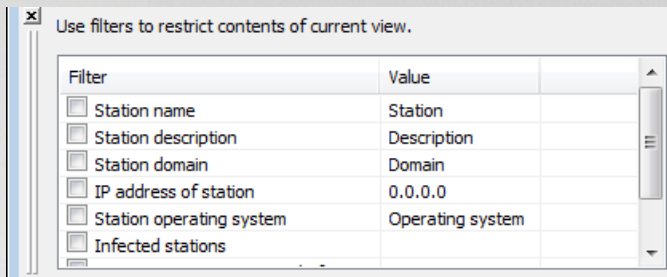 Use filters to restrict contents of current view.
Filter Value
Station name Station
Station description Description
Station domain Domain
IP address of station 0.0.0.0
Station operating system Operating system
Infected stations